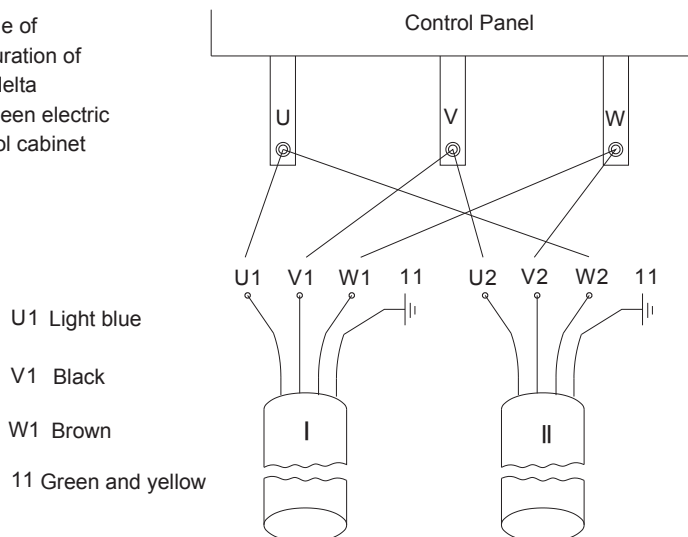 e of
uration of
delta
een electric
ol cabinet
Control Panel
U V W
U1 V1 W1 11 U2 V2 W2 11
U1 Light blue
V1 Black
W1 Brown
11 Green and yellow
I II